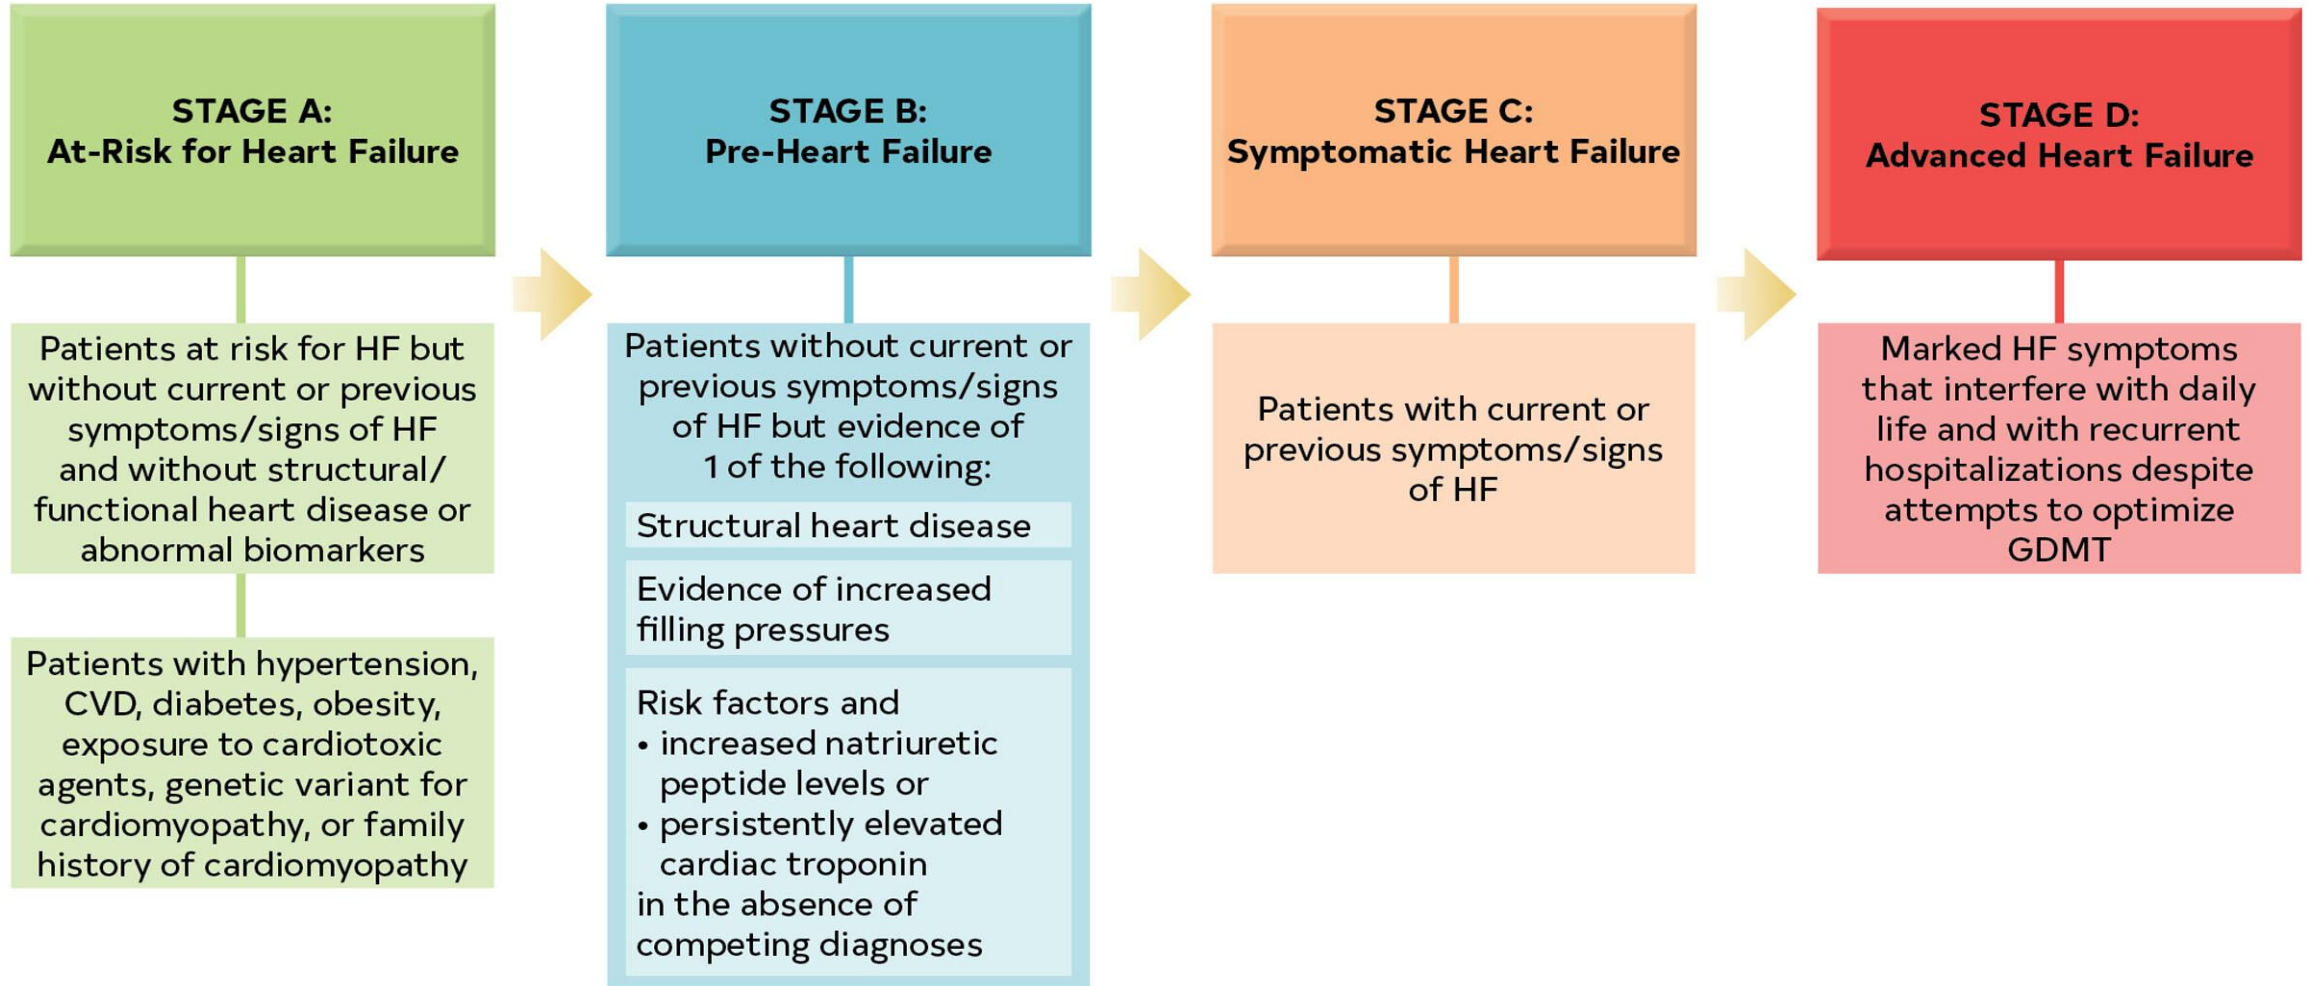 STAGE A:
At-Risk for Heart Failure
Patients at risk for HF but
without current or previous
symptoms/signs of HF
and without structural/
functional heart disease or
abnormal biomarkers
Patients with hypertension,
CVD, diabetes, obesity,
exposure to cardiotoxic
agents, genetic variant for
cardiomyopathy, or family
history of cardiomyopathy
STAGE B:
Pre-Heart Failure
Patients without current or
previous symptoms/signs
of HF but evidence of
1 of the following:
Structural heart disease
Evidence of increased
filling pressures
Risk factors and
• increased natriuretic
peptide levels or
• persistently elevated
cardiac troponin
in the absence of
competing diagnoses
STAGE C:
Symptomatic Heart Failure
Patients with current or
previous symptoms/signs
of HF
STAGE D:
Advanced Heart Failure
Marked HF symptoms
that interfere with daily
life and with recurrent
hospitalizations despite
attempts to optimize
GDMT